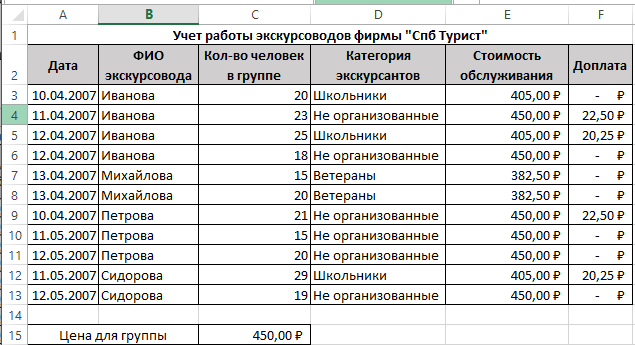 A B C D E F
1 Учет работы экскурсоводов фирмы "Спб Турист"
2 Дата ФИО экскурсовода Кол-во человек в группе Категория экскурсантов Стоимость обслуживания Доплата
3 10.04.2007 Иванова 20 Школьники 405,00 ₽ - ₽
4 11.04.2007 Иванова 23 Не организованные 450,00 ₽ 22,50 ₽
5 12.04.2007 Иванова 25 Школьники 405,00 ₽ 20,25 ₽
6 12.04.2007 Иванова 18 Не организованные 450,00 ₽ - ₽
7 13.04.2007 Михайлова 15 Ветераны 382,50 ₽ - ₽
8 13.04.2007 Михайлова 20 Ветераны 382,50 ₽ - ₽
9 10.04.2007 Петрова 21 Не организованные 450,00 ₽ 22,50 ₽
10 11.05.2007 Петрова 15 Не организованные 450,00 ₽ - ₽
11 12.05.2007 Петрова 20 Не организованные 450,00 ₽ - ₽
12 11.05.2007 Сидорова 29 Школьники 405,00 ₽ 20,25 ₽
13 12.05.2007 Сидорова 19 Не организованные 450,00 ₽ - ₽
14
15 Цена для группы 450,00 ₽